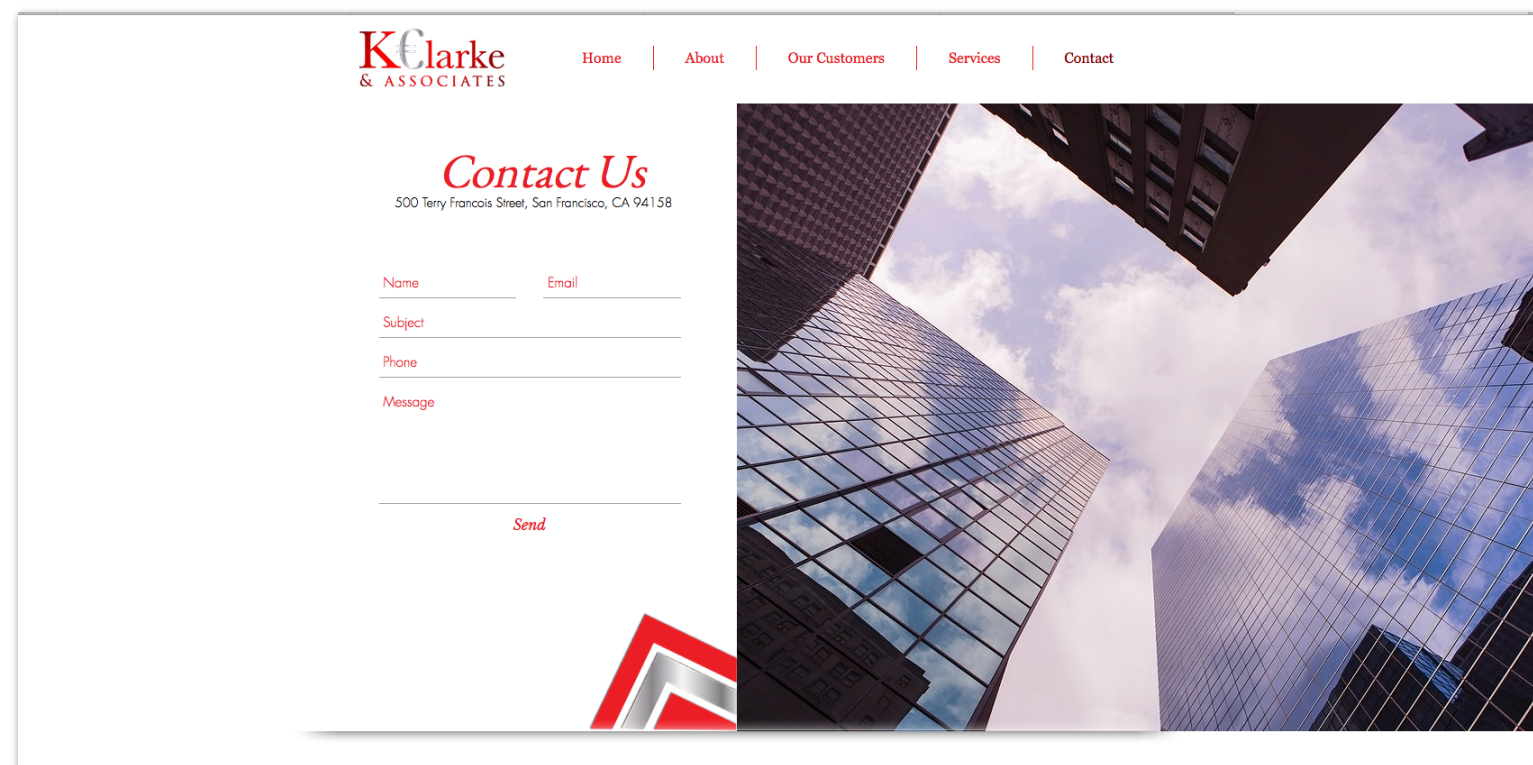 K€larke
& ASSOCIATES
Home
About
Our Customers
Services
Contact
Contact Us
500 Terry Francois Street, San Francisco, CA 94158
Name
Email
Subject
Phone
Message
Send